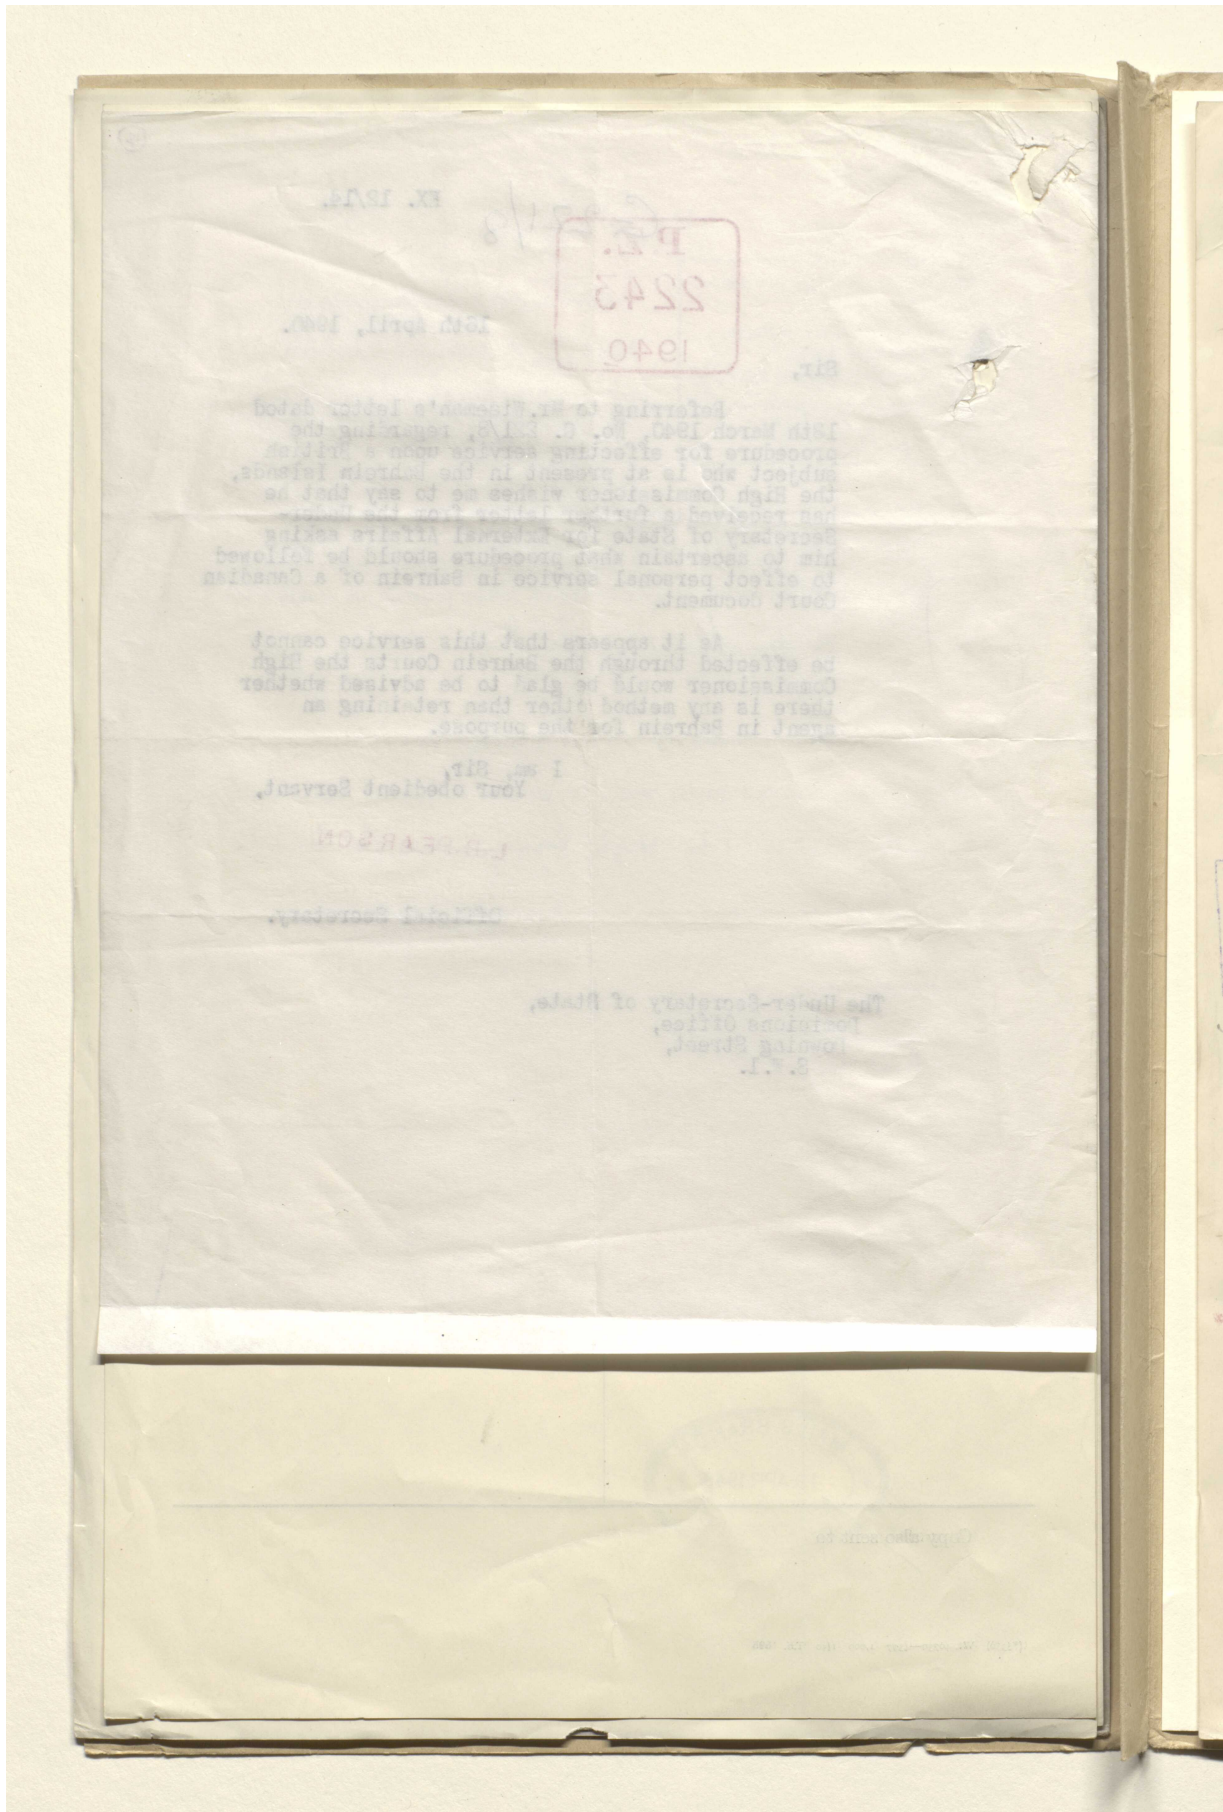 EX. 12/14.
P.Z.
2243
1940
16th April, 1940.
Sir,
Referring to Mr. letter dated
March 1940, No. regarding the
procedure for effecting service upon a British
subject who is at present in the Bahrein Islands,
the High Commissioner wishes me to say that he
has received a further letter from the Under-
Secretary of State for External Affairs asking
him to ascertain what procedure should be followed
to effect personal service in Bahrein of a Canadian
Court document.
As it appears that this service cannot
be effected through the Bahrein Courts the High
Commissioner would be glad to be advised whether
there is any method other than retaining an
agent in Bahrein for the purpose.
I am, Sir,
Your obedient Servant,
L.B. PEARSON
Official Secretary.
The Under-Secretary of State,
Dominions Office,
Downing Street,
S.W.1.
Copy also sent to